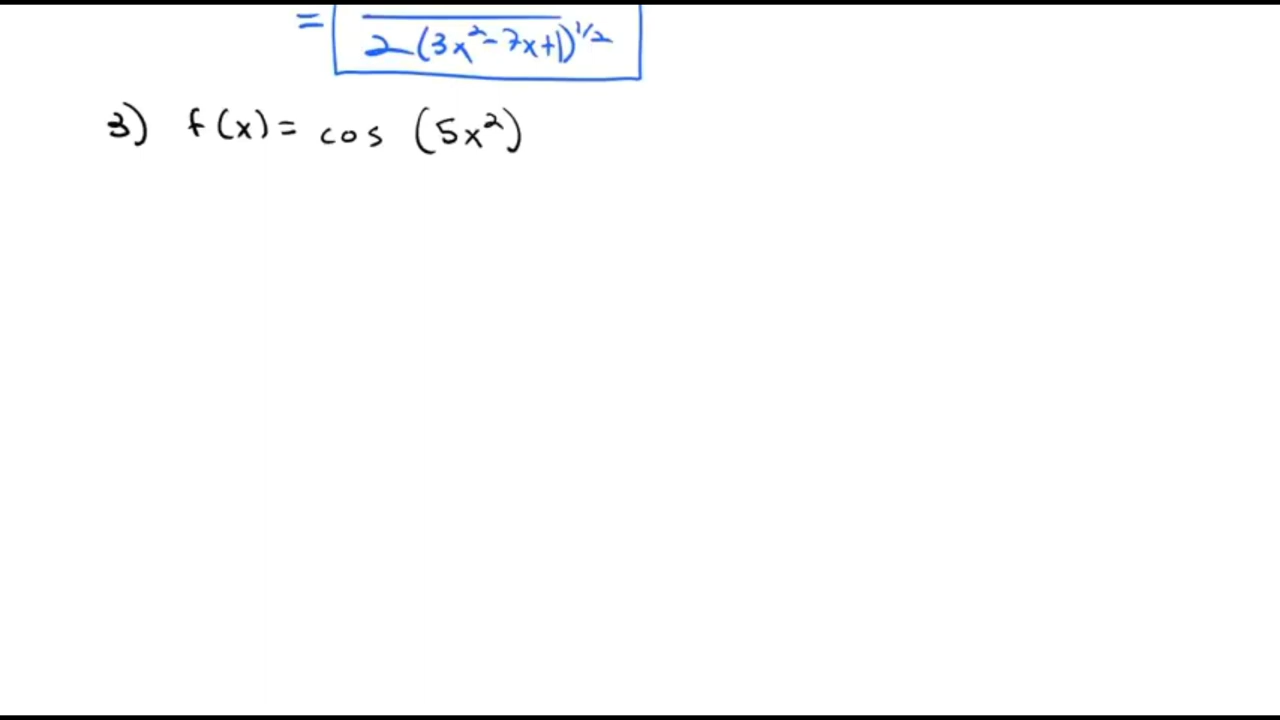 = 2(3x²-7x+1)^1/2
3) f(x) = cos (5x²)